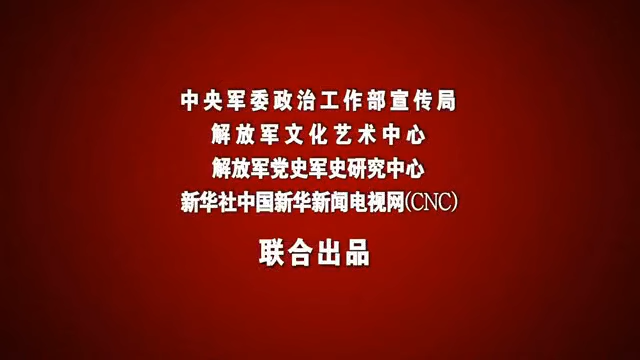 中央军委政治工作部宣传局
解放军文化艺术中心
解放军党史军史研究中心
新华社中国新华新闻电视网(CNC)
联合出品